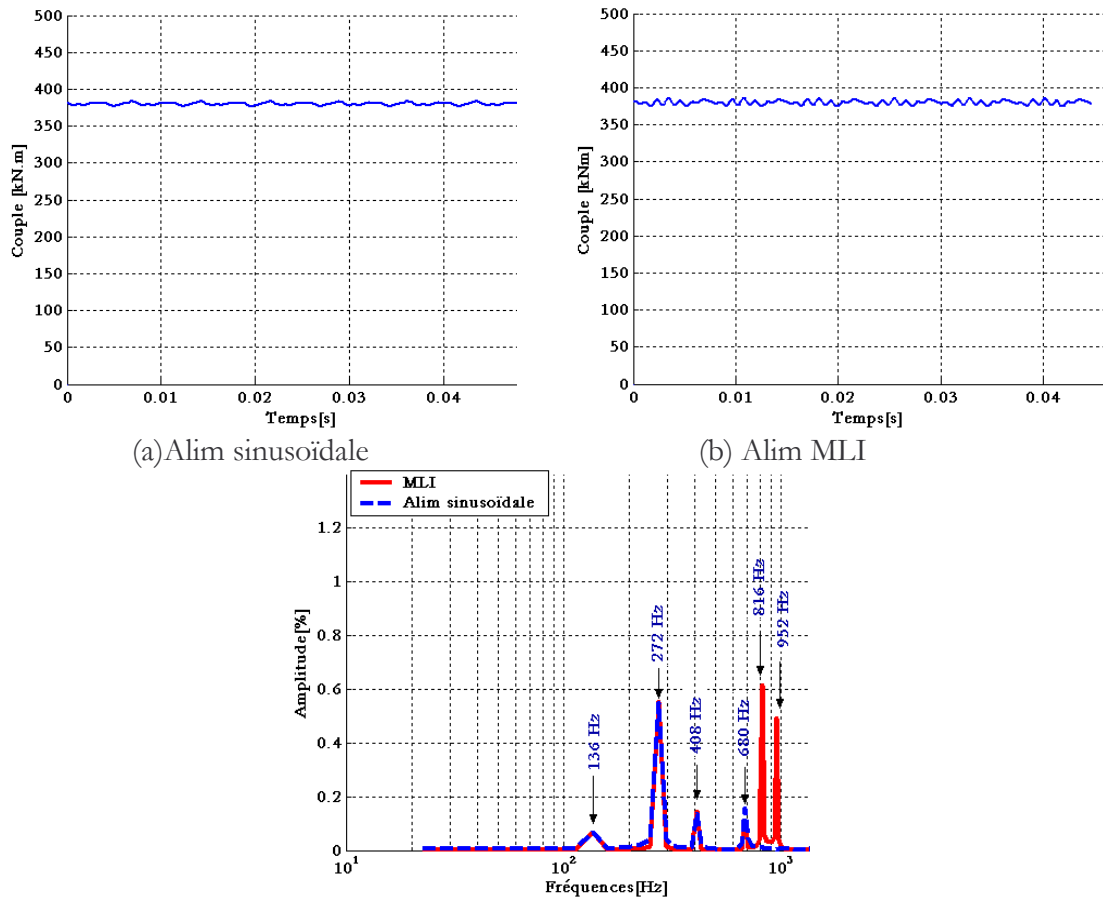 500
450
400
350
300
250
200
150
100
50
0
Couple [kN.m]
0 0.01 0.02 0.03 0.04
Temps[s]
(a)Alim sinusoïdale
500
450
400
350
300
250
200
150
100
50
0
Couple [kNm]
0 0.01 0.02 0.03 0.04
Temps[s]
(b) Alim MLI
MLI
Alim sinusoïdale
1.2
1
0.8
0.6
0.4
0.2
0
Amplitude[%]
136 Hz
272 Hz
408 Hz
680 Hz
816 Hz
952 Hz
10¹ 10² 10³
Fréquences[Hz]